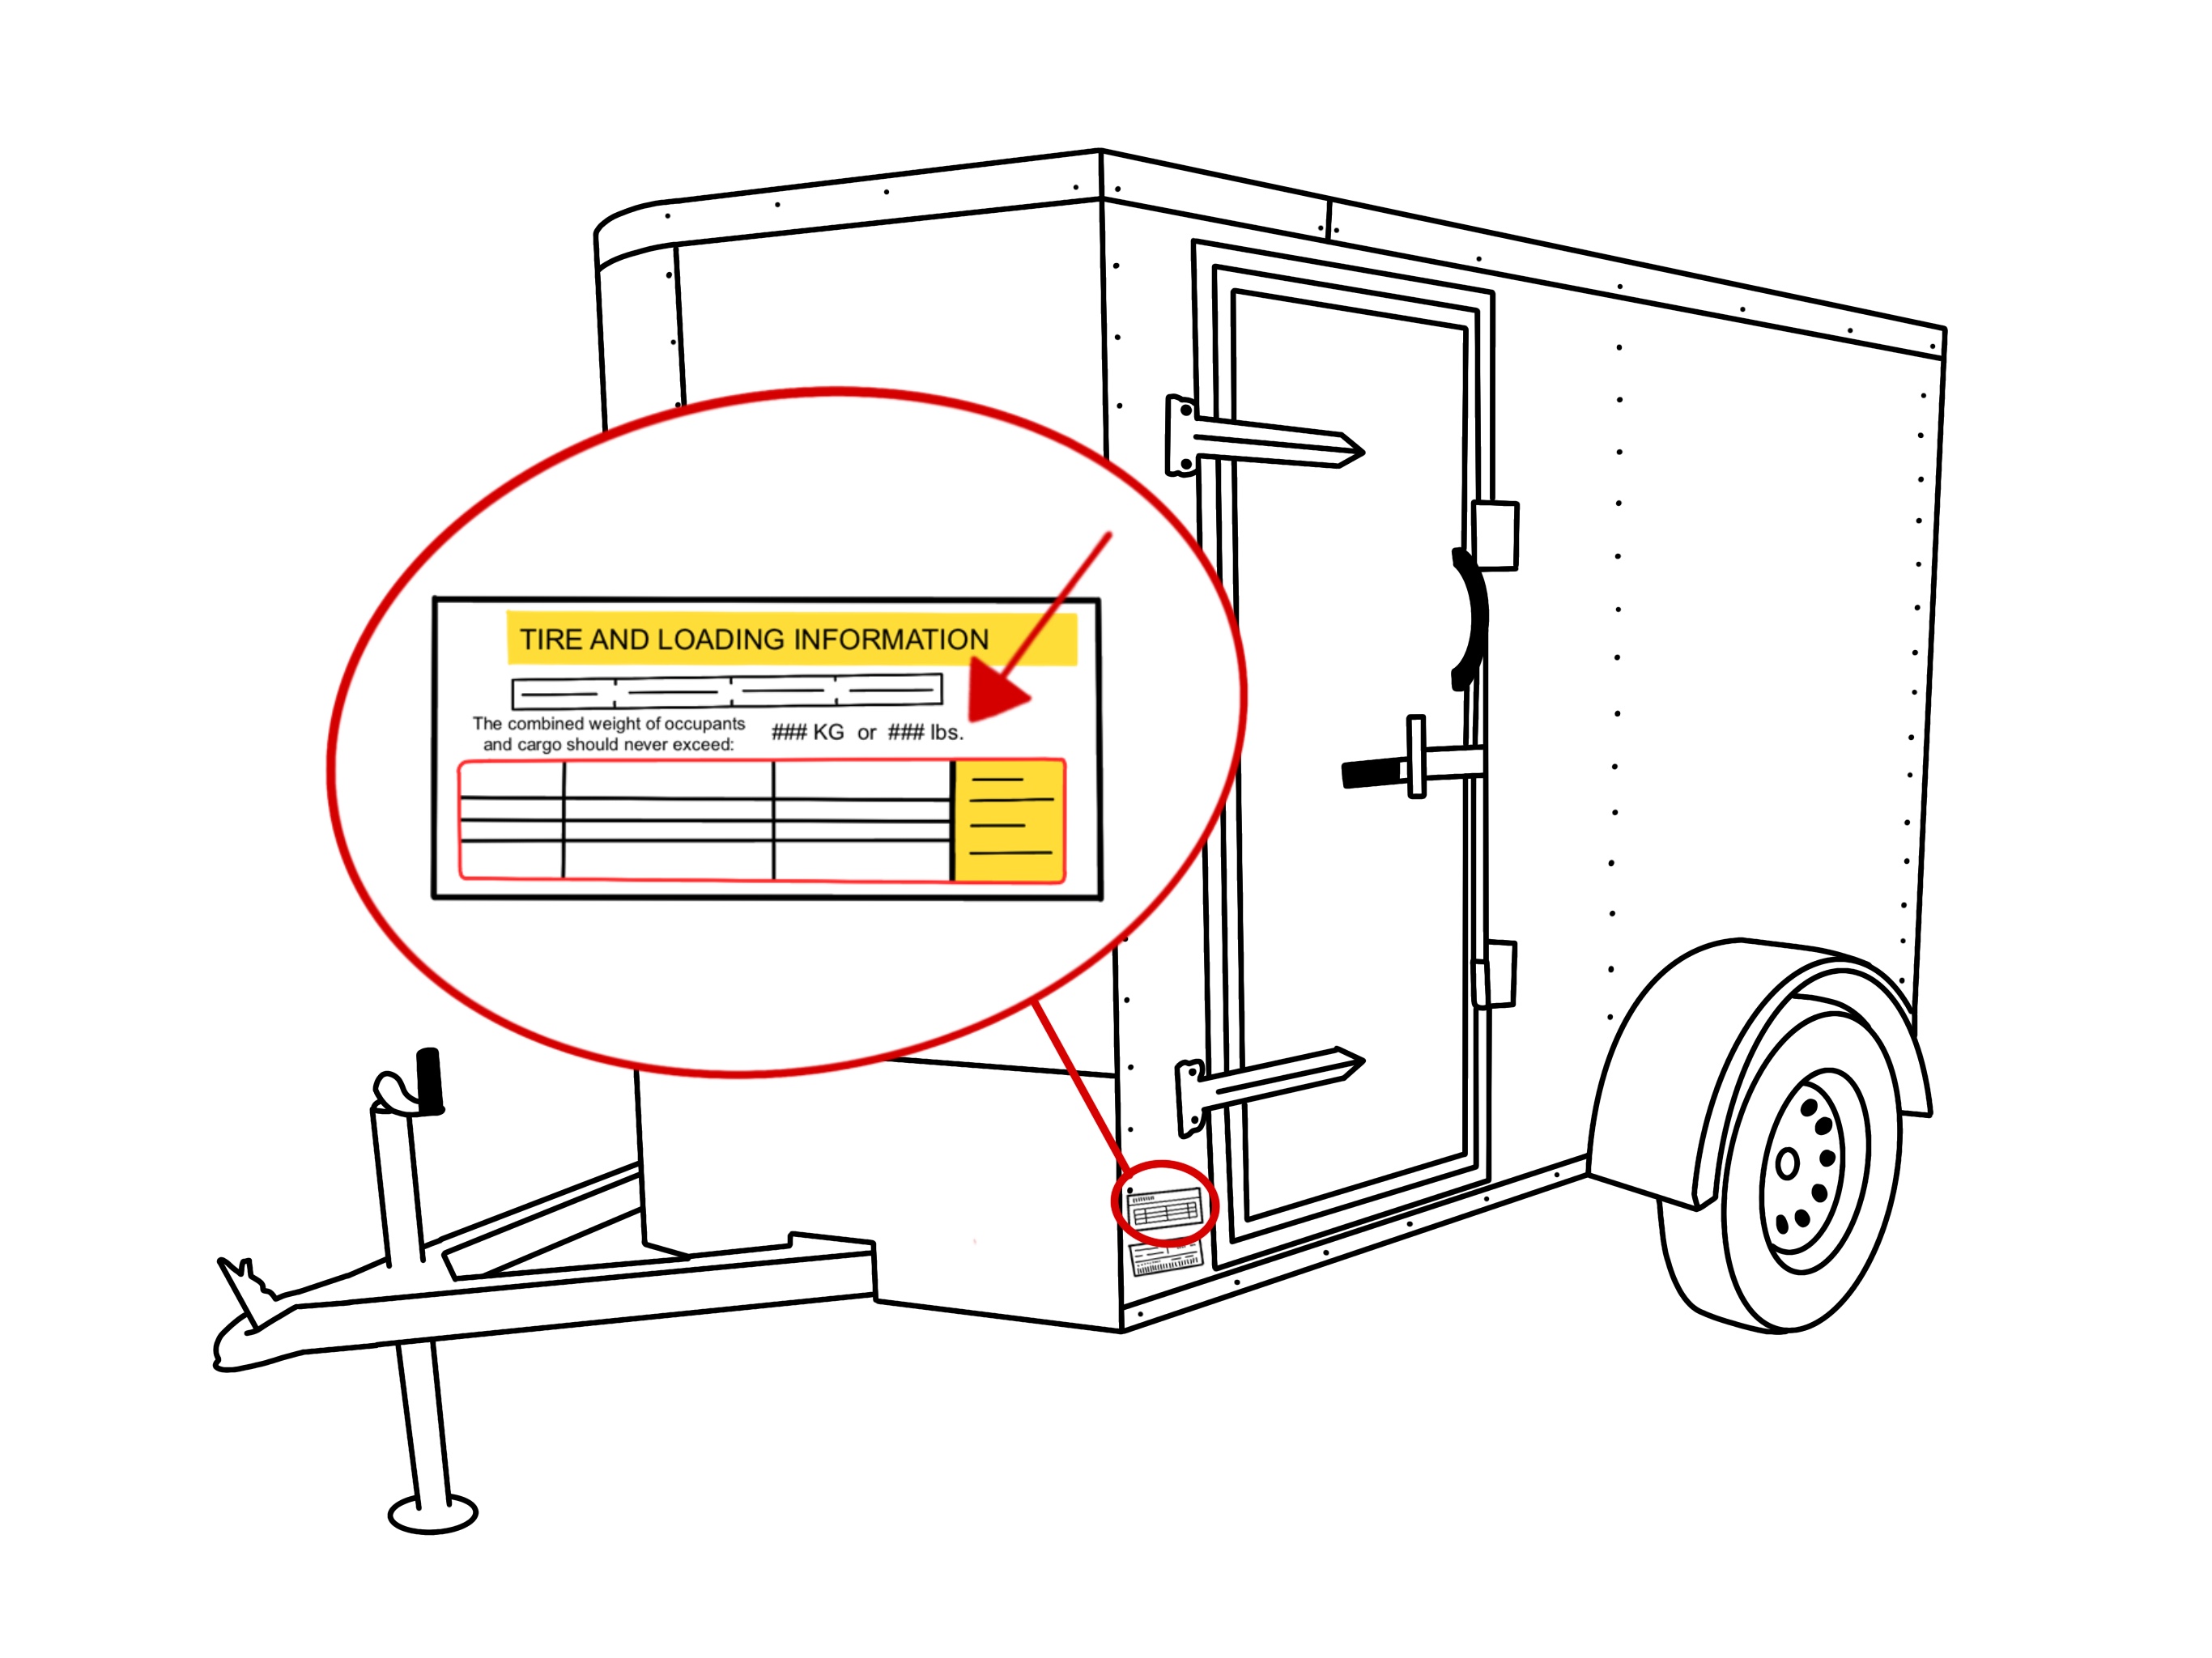 TIRE AND LOADING INFORMATION
The combined weight of occupants
and cargo should never exceed:
### KG or ### lbs.